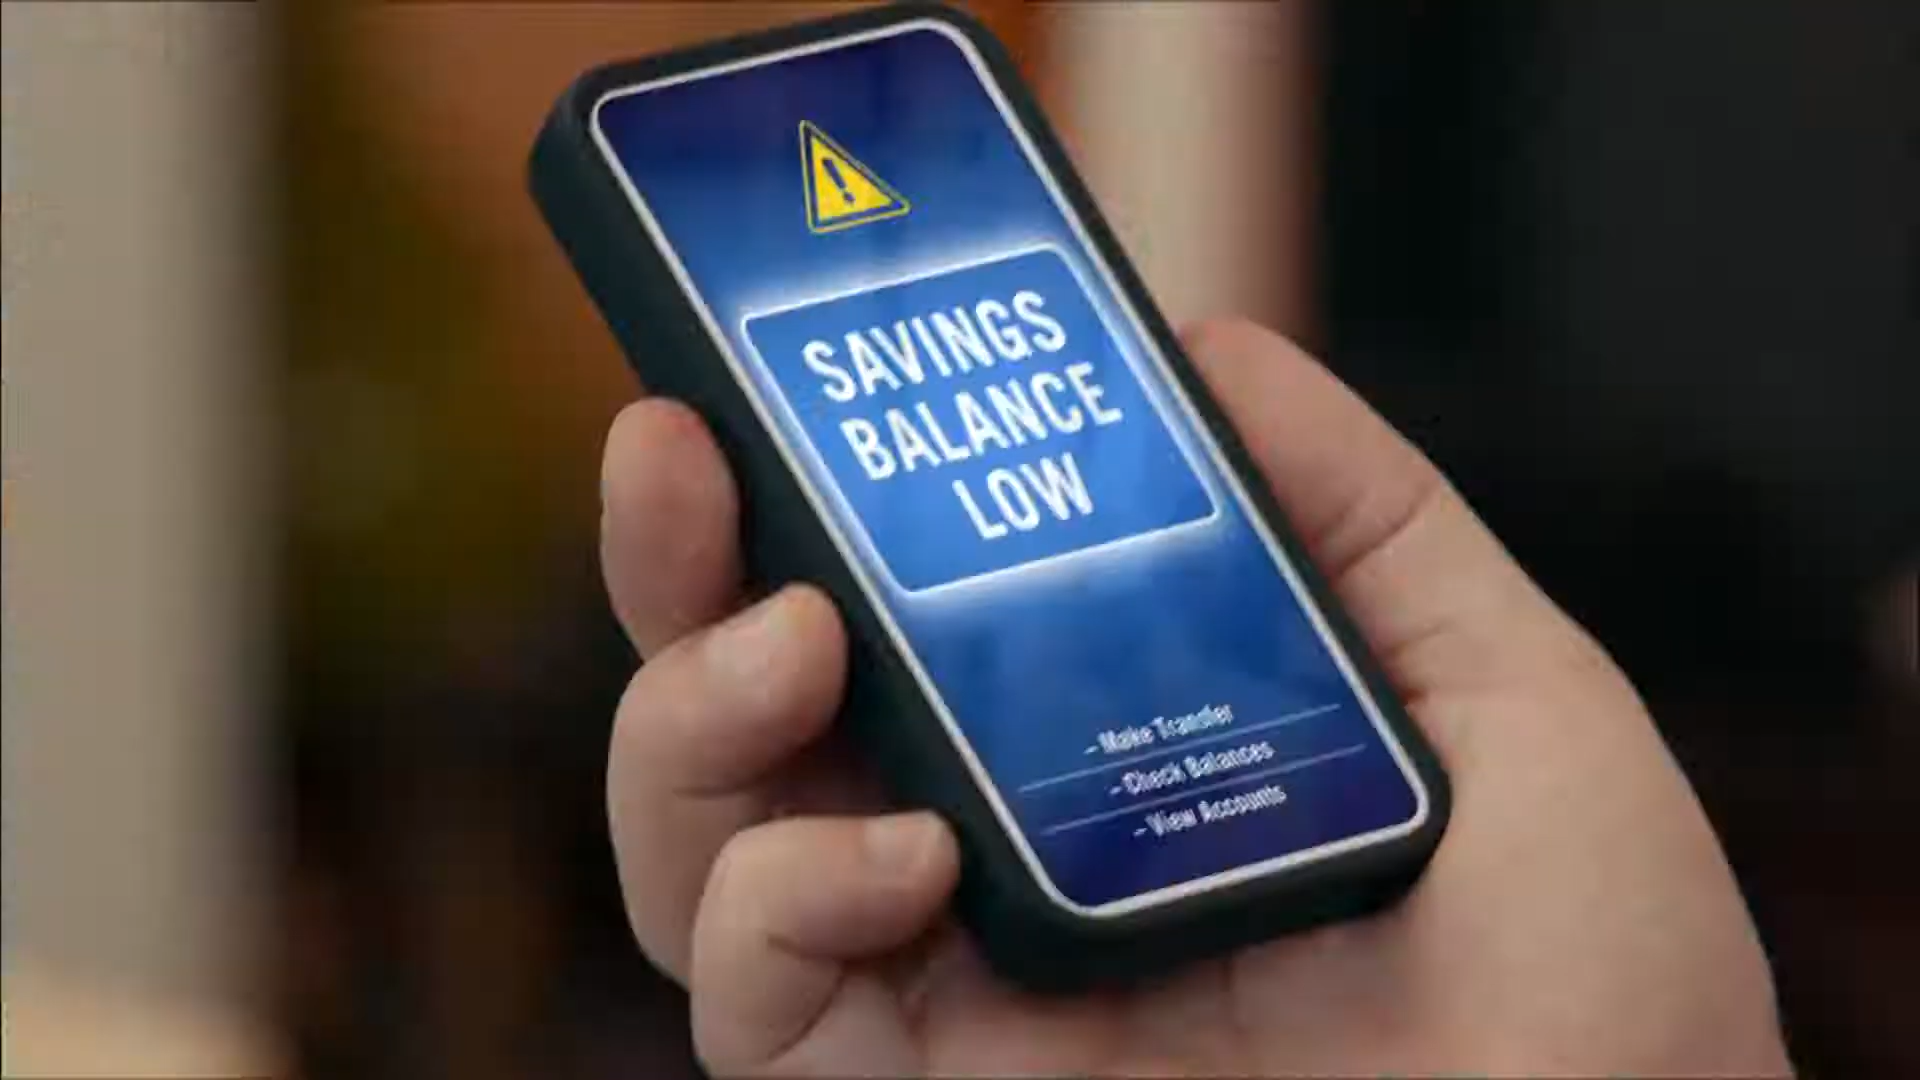 SAVINGS
BALANCE
LOW
- Make Transfer
- Check Balances
- View Accounts